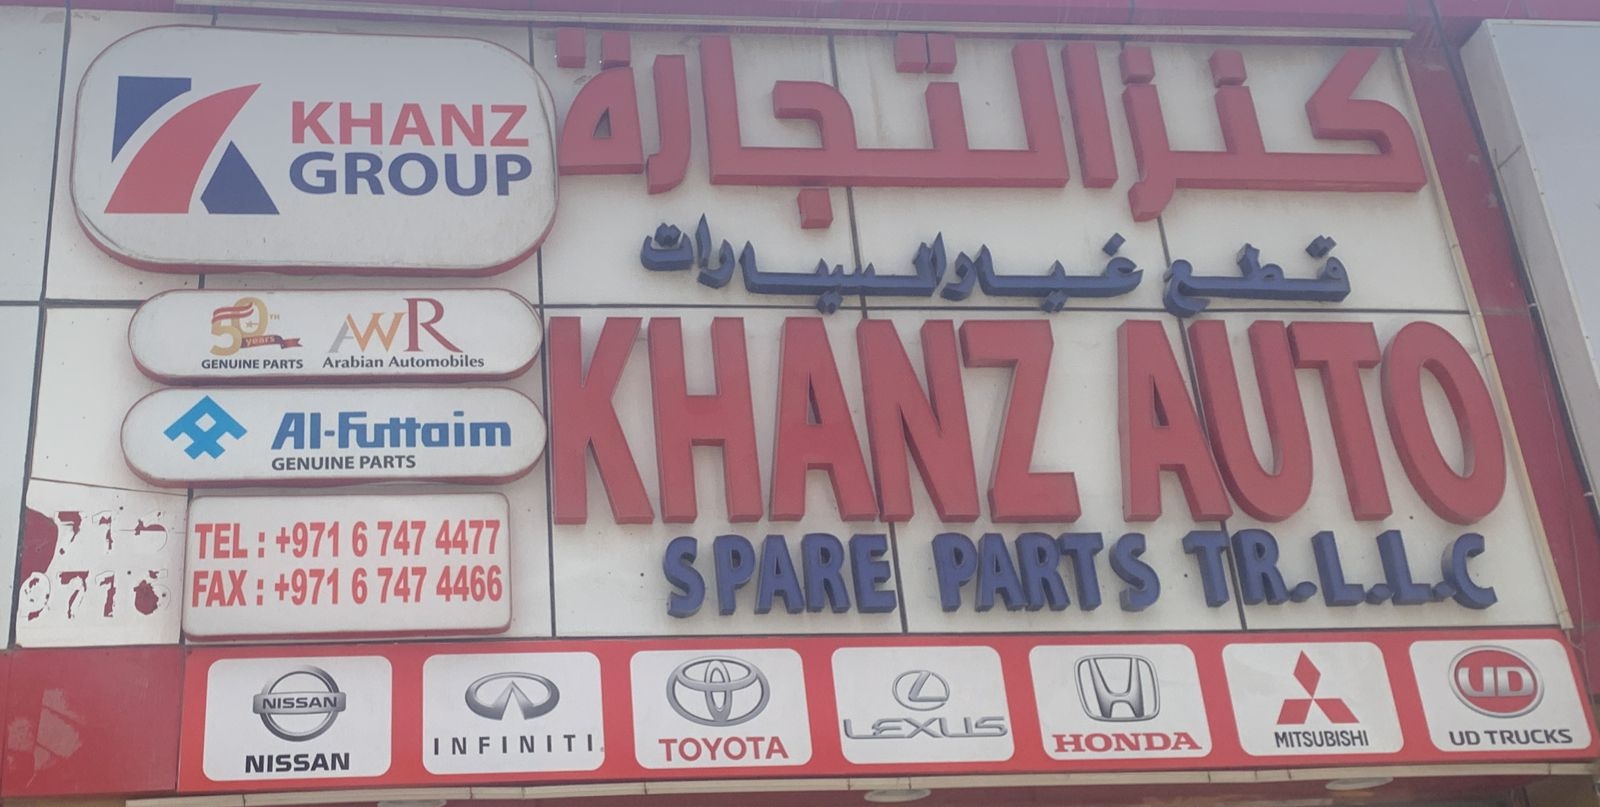 كنز التجارة
قطع غيار السيارات
KHANZ AUTO
SPARE PARTS TR.L.L.C
KHANZ
GROUP
50TH
years
GENUINE PARTS
AWR
Arabian Automobiles
Al-Futtaim
GENUINE PARTS
TEL : +971 6 747 4477
FAX : +971 6 747 4466
NISSAN
NISSAN
INFINITI
TOYOTA
LEXUS
HONDA
MITSUBISHI
UD
UD TRUCKS